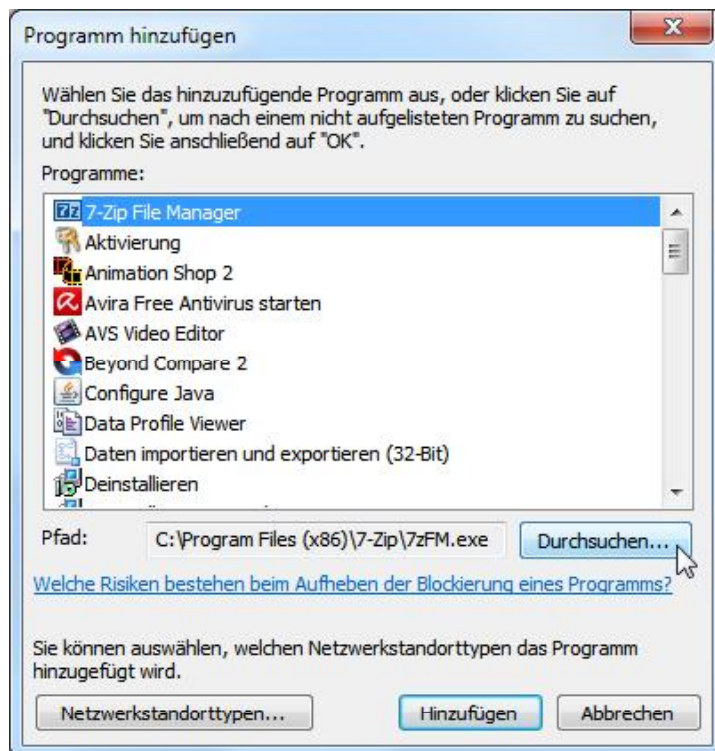 Programm hinzufügen
Wählen Sie das hinzuzufügende Programm aus, oder klicken Sie auf
"Durchsuchen", um nach einem nicht aufgelisteten Programm zu suchen,
und klicken Sie anschließend auf "OK".
Programme:
7-Zip File Manager
Aktivierung
Animation Shop 2
Avira Free Antivirus starten
AVS Video Editor
Beyond Compare 2
Configure Java
Data Profile Viewer
Daten importieren und exportieren (32-Bit)
Deinstallieren
Pfad: C:\Program Files (x86)\7-Zip\7zFM.exe Durchsuchen...
Welche Risiken bestehen beim Aufheben der Blockierung eines Programms?
Sie können auswählen, welchen Netzwerkstandorttypen das Programm
hinzugefügt wird.
Netzwerkstandorttypen... Hinzufügen Abbrechen